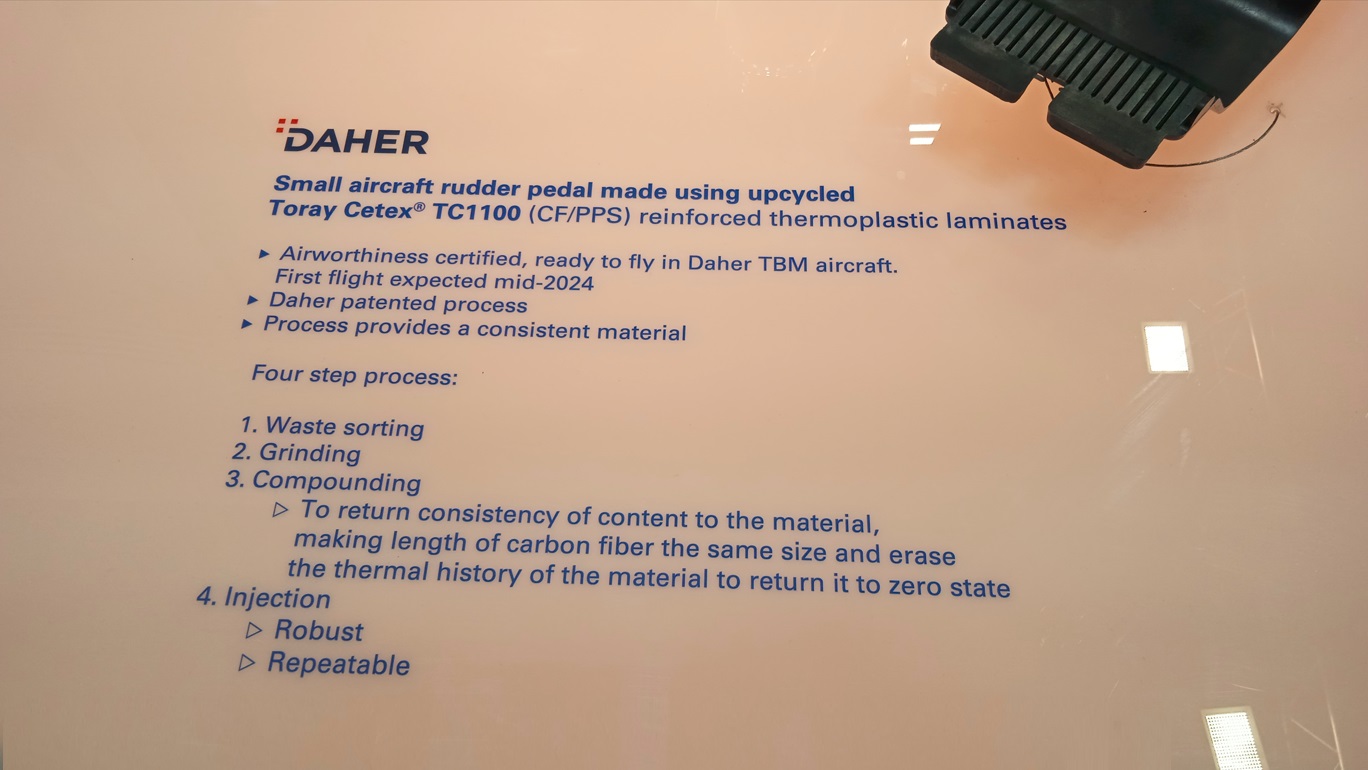 DAHER
Small aircraft rudder pedal made using upcycled
Toray Cetex® TC1100 (CF/PPS) reinforced thermoplastic laminates
▸ Airworthiness certified, ready to fly in Daher TBM aircraft.
First flight expected mid-2024
▸ Daher patented process
▸ Process provides a consistent material
Four step process:
1. Waste sorting
2. Grinding
3. Compounding
▷ To return consistency of content to the material,
making length of carbon fiber the same size and erase
the thermal history of the material to return it to zero state
4. Injection
▷ Robust
▷ Repeatable